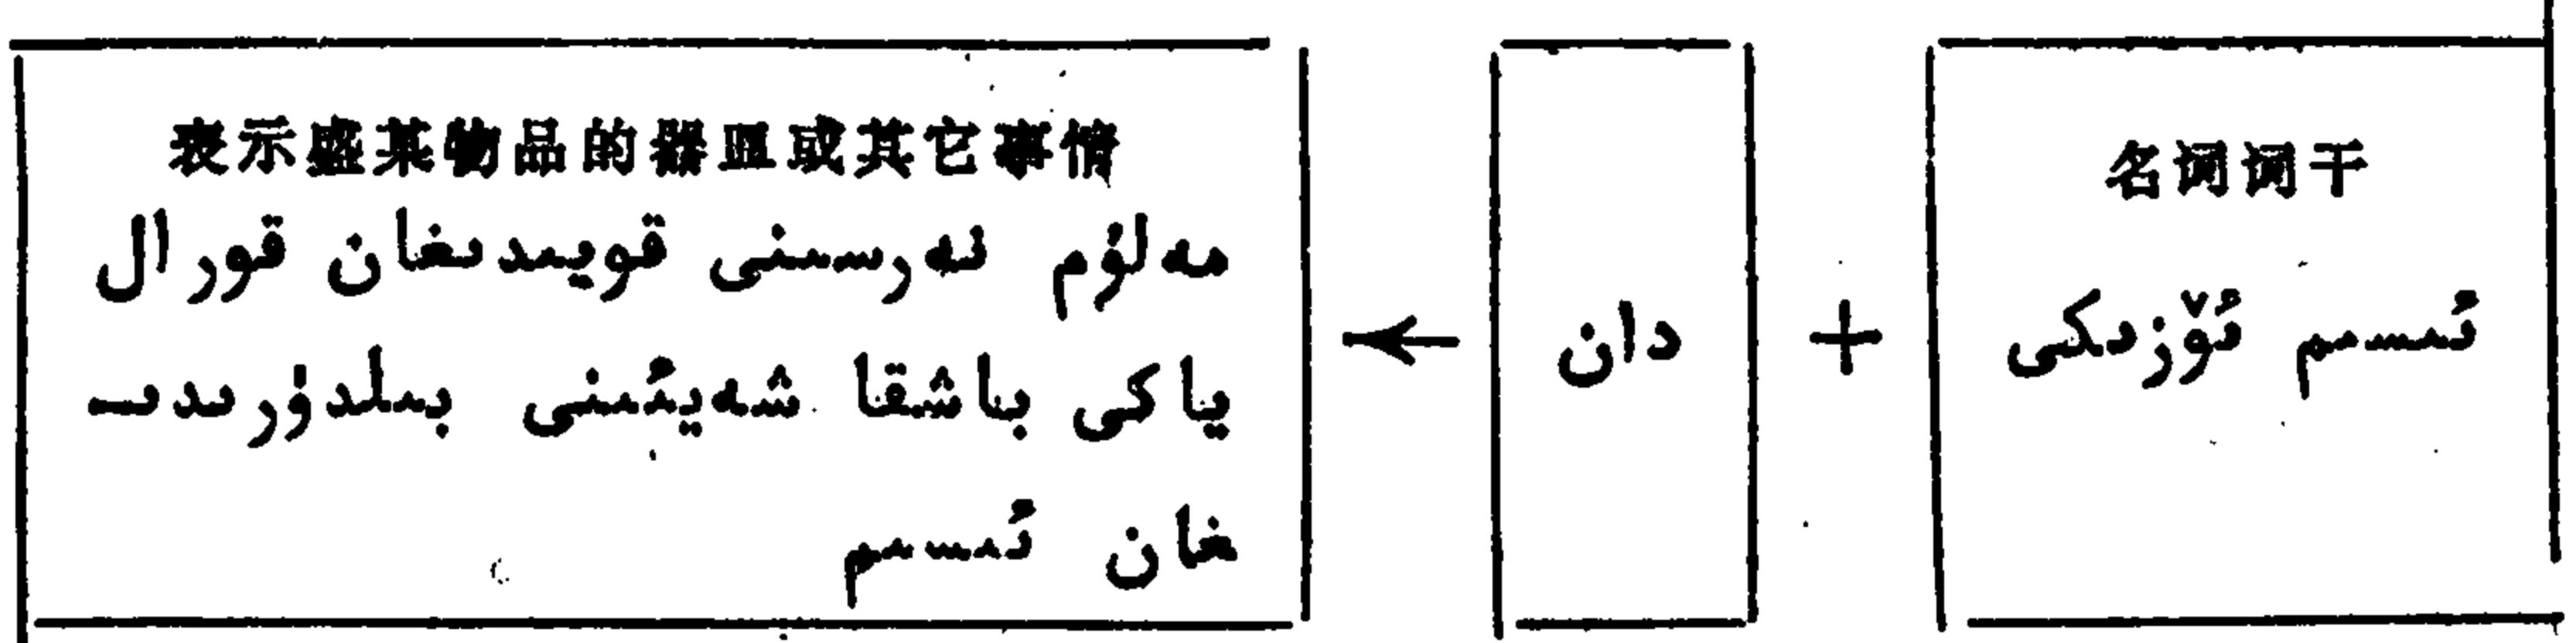 名词词干
ئىسىم ئۆزىكى
+
دان
←
表示盛某物品的器皿或其它事情
مەلۇم نەرسىنى قويىدىغان قورال
ياكى باشقا شەيئىنى بىلدۈرىدى
غان ئىسىم